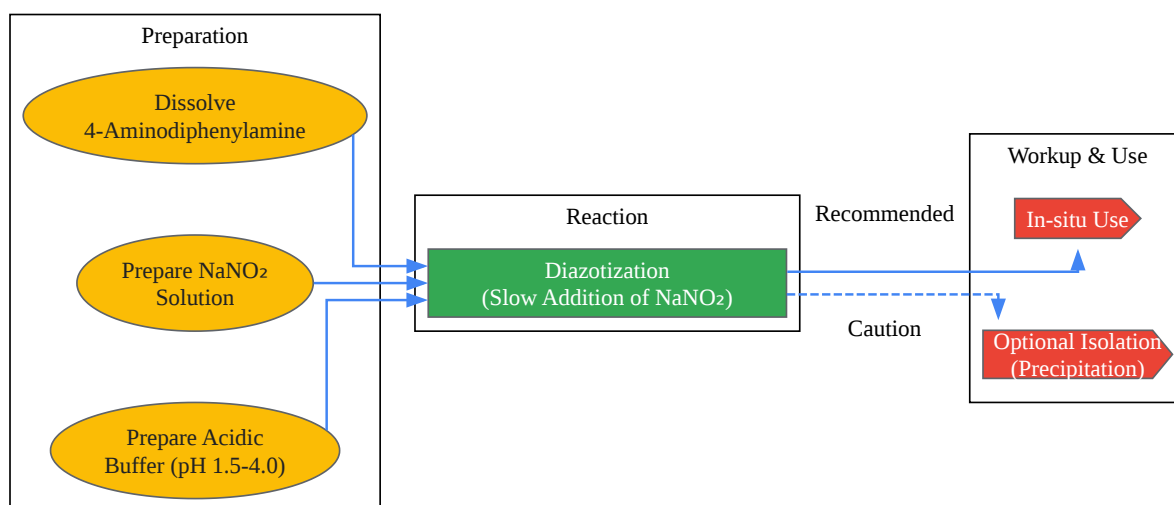 Preparation
Dissolve
4-Aminodiphenylamine
Prepare NaNO₂
Solution
Prepare Acidic
Buffer (pH 1.5-4.0)
Reaction
Diazotization
(Slow Addition of NaNO₂)
Recommended
Caution
Workup & Use
In-situ Use
Optional Isolation
(Precipitation)